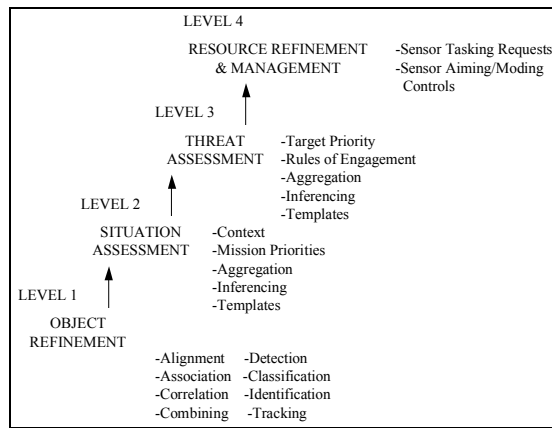 LEVEL 4
RESOURCE REFINEMENT
& MANAGEMENT
-Sensor Tasking Requests
-Sensor Aiming/Moding
Controls
LEVEL 3
THREAT
ASSESSMENT
-Target Priority
-Rules of Engagement
-Aggregation
-Inferencing
-Templates
LEVEL 2
SITUATION
ASSESSMENT
-Context
-Mission Priorities
-Aggregation
-Inferencing
-Templates
LEVEL 1
OBJECT
REFINEMENT
-Alignment -Detection
-Association -Classification
-Correlation -Identification
-Combining -Tracking